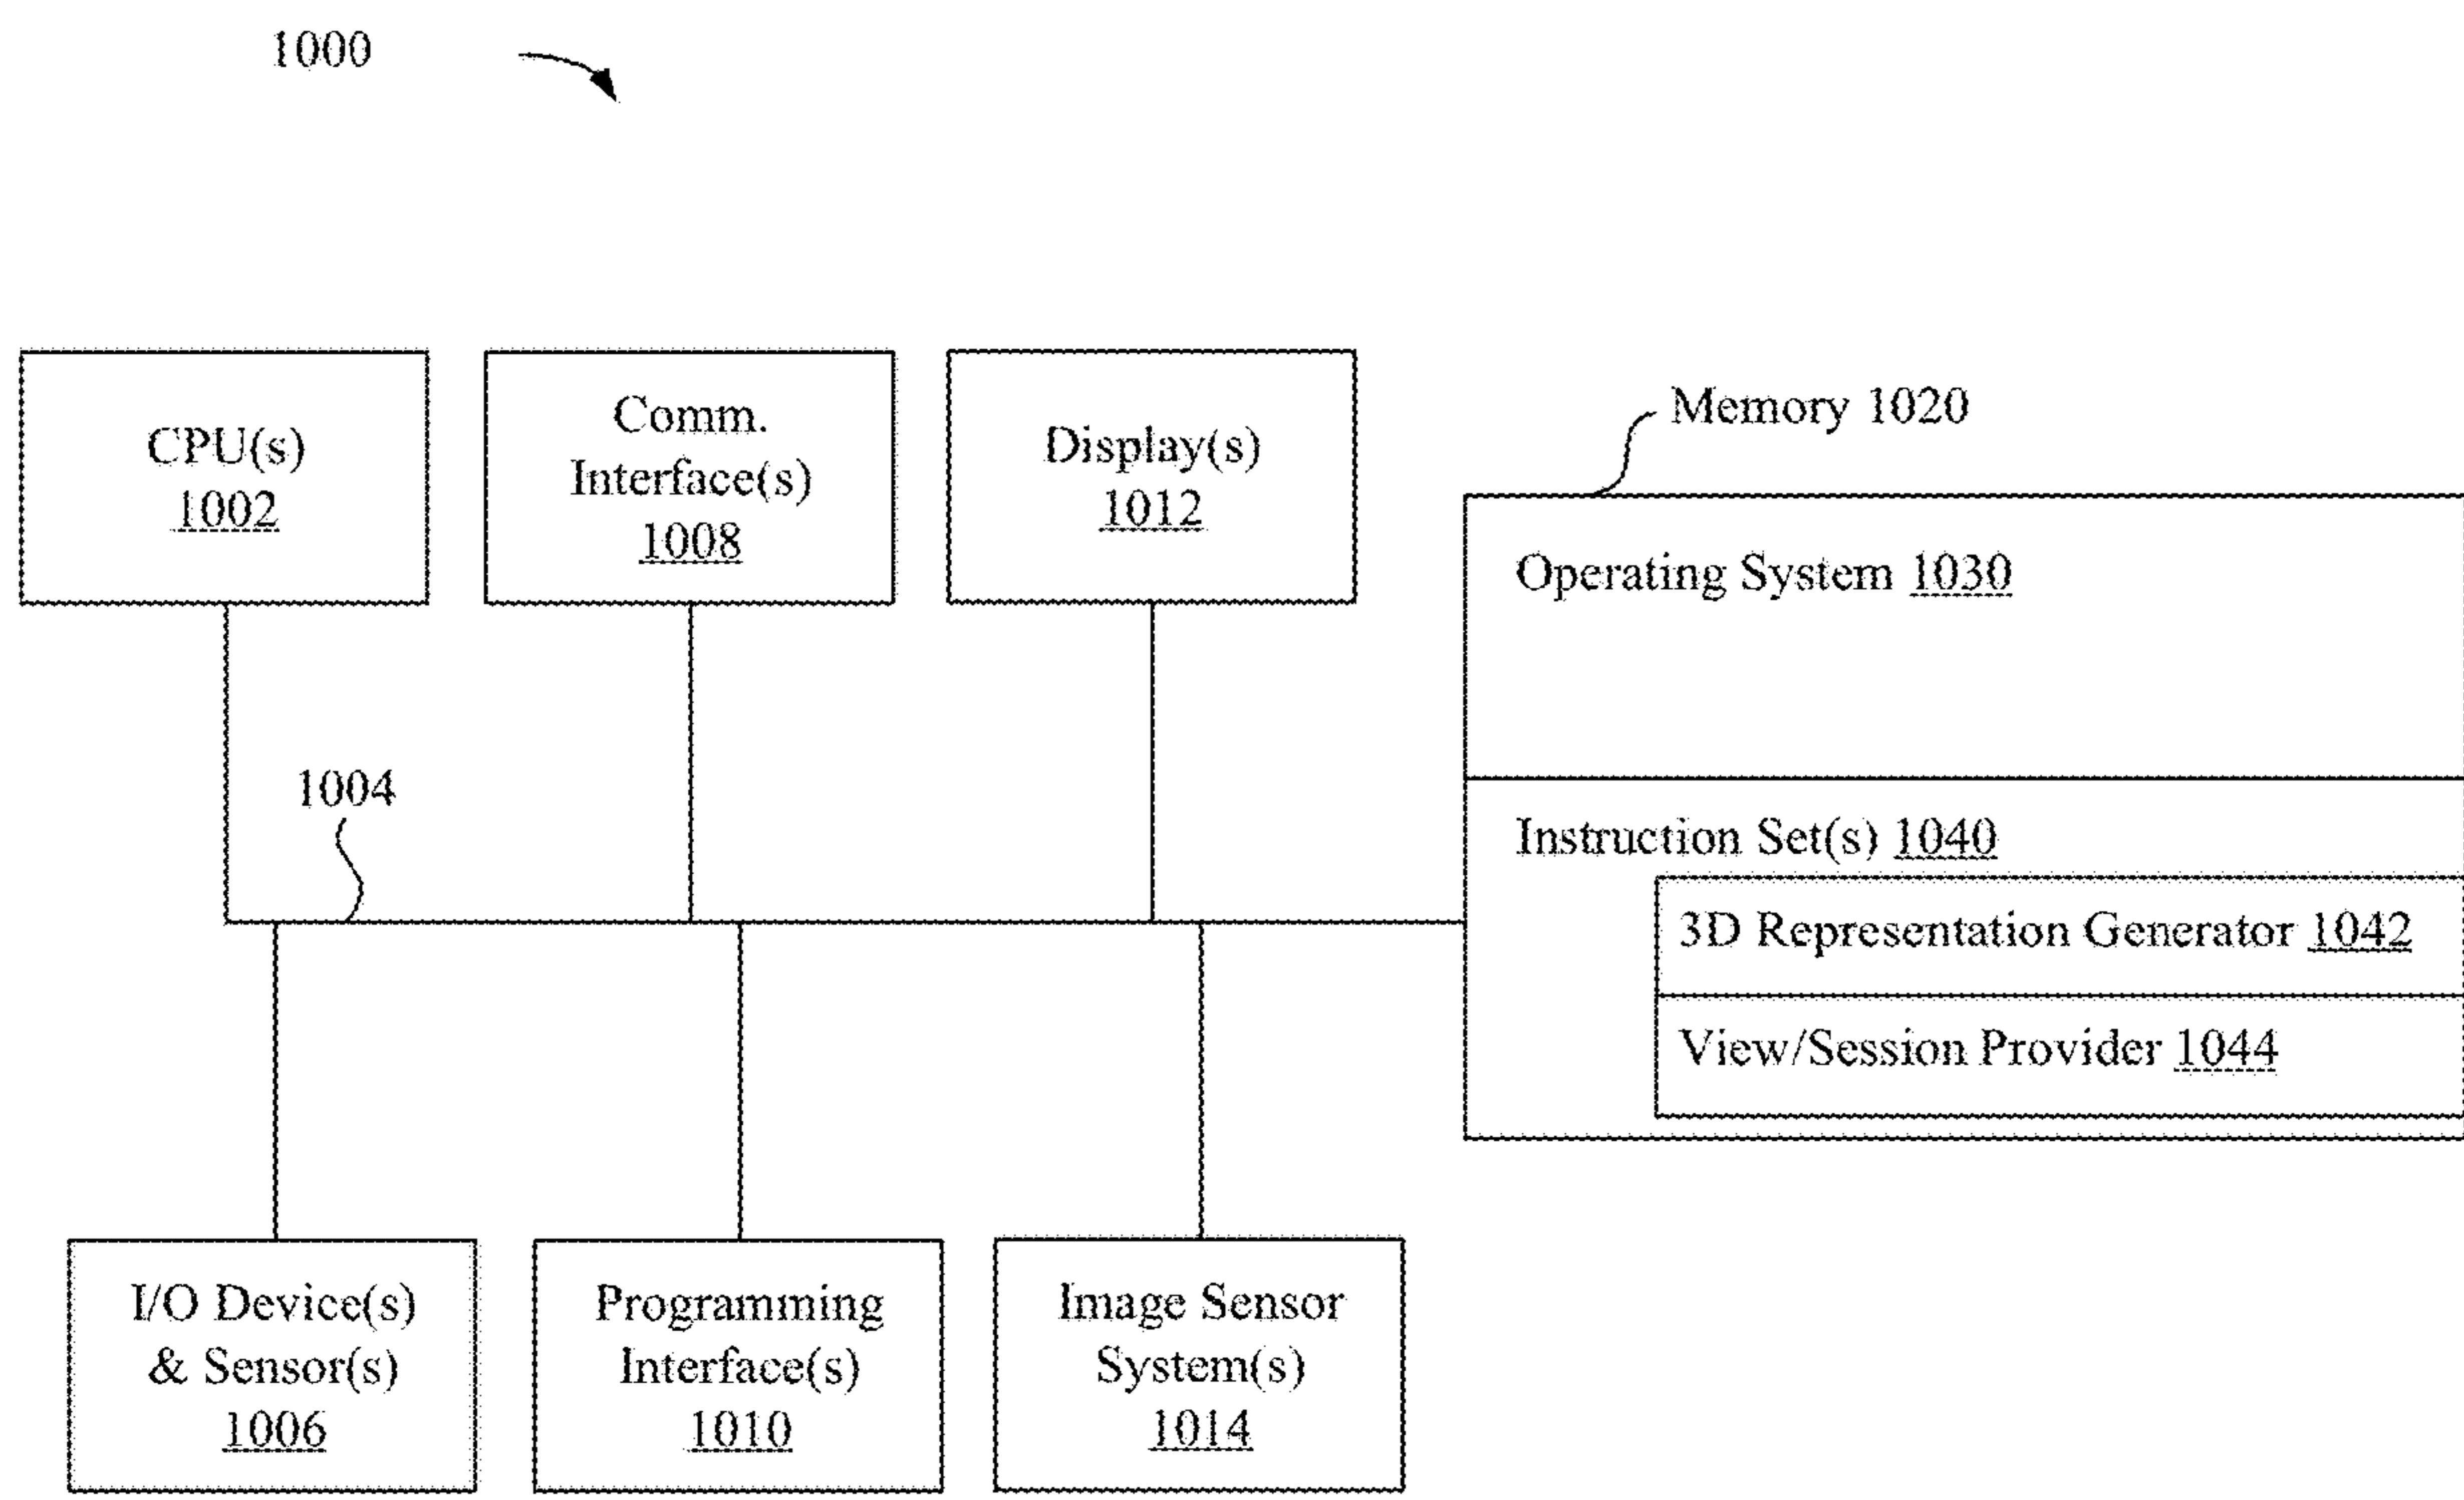 1000
CPU(s)
1002
Comm.
Interface(s)
1008
Display(s)
1012
Memory 1020
Operating System 1030
1004
Instruction Set(s) 1040
3D Representation Generator 1042
View/Session Provider 1044
I/O Device(s)
& Sensor(s)
1006
Programming
Interface(s)
1010
Image Sensor
System(s)
1014